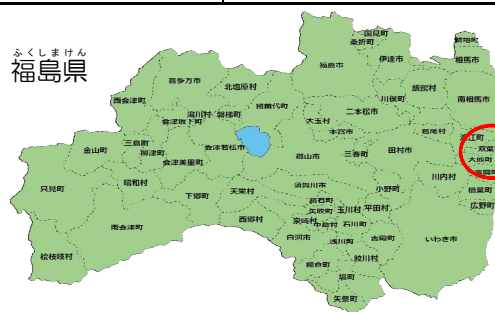 ふくしまけん
福島県
国見町
桑折町
新地町
福島市
伊達市
相馬市
喜多方市
北塩原村
飯館村
西会津町
猪苗代町
川俣町
南相馬市
湯川村
磐梯町
二本松市
会津坂下町
大玉村
本宮市
葛尾村
浪江町
三島町
会津若松市
双葉
金山町
柳津町
郡山市
三春町
田村市
大熊町
会津美里町
川内村
昭和村
須賀川市
小野町
楢葉町
只見町
下郷町
天栄村
鏡石町
広野町
矢吹町
玉川村
平田村
西郷村
泉崎村
中島村
石川町
南会津町
白河市
浅川町
古殿町
いわき市
檜枝岐村
棚倉町
鮫川村
塙町
矢祭町